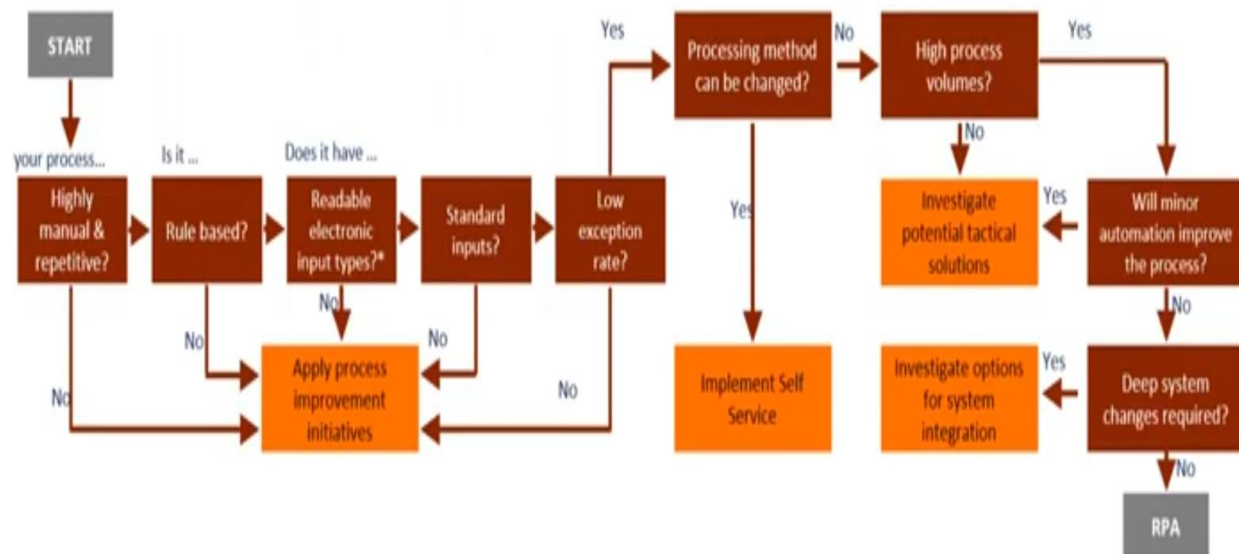 START
your process...
Highly
manual &
repetitive?
Is it ...
Rule based?
Does it have ...
Readable
electronic
input types?*
Standard
inputs?
Low
exception
rate?
No
No
No
No
No
Apply process
improvement
initiatives
Yes
Processing method
can be changed?
Yes
Implement Self
Service
No
High process
volumes?
No
Investigate
potential tactical
solutions
Yes
Will minor
automation improve
the process?
Yes
No
Deep system
changes required?
Yes
Investigate options
for system
integration
No
RPA